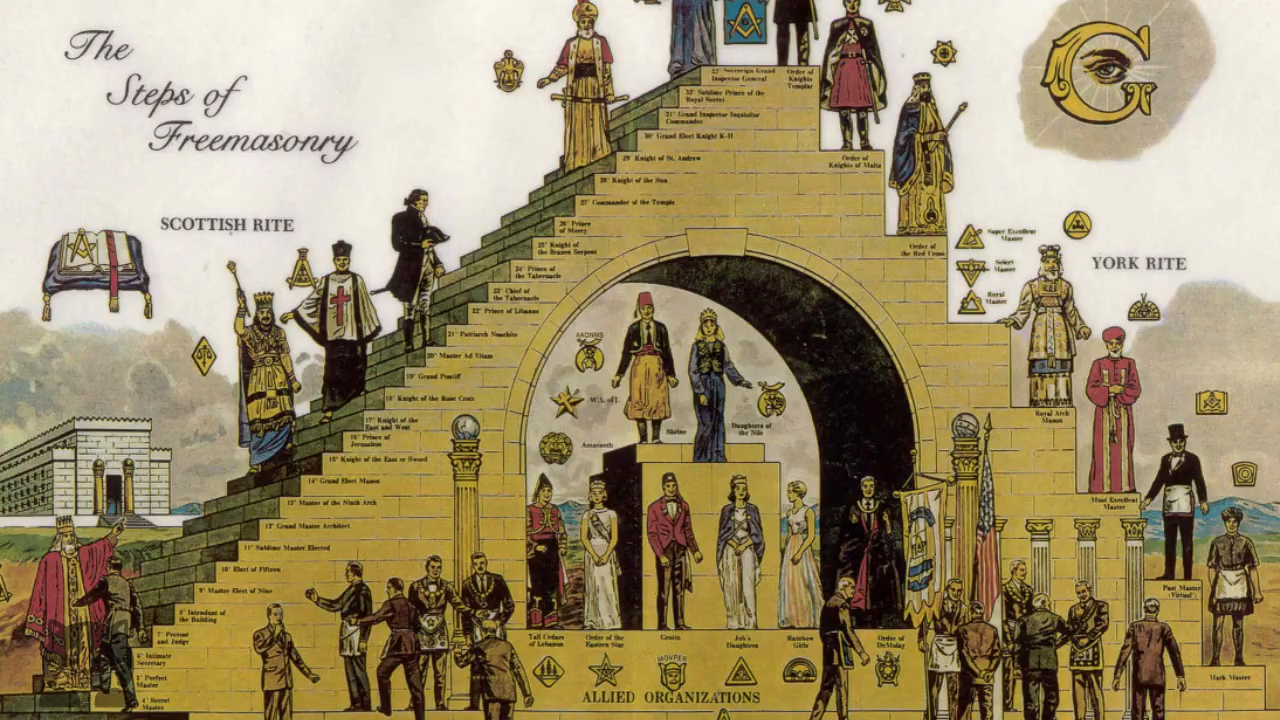 The
Steps of
Freemasonry
SCOTTISH RITE
YORK RITE
33° Sovereign Grand
Inspector General
Order of
Knights
Templar
32° Sublime Prince of the
Royal Secret
31° Grand Inspector Inquisitor
Commander
30° Grand Elect Knight K-H
29° Knight of St. Andrew
28° Knight of the Sun
27° Commander of the Temple
26° Prince
of Mercy
25° Knight of
the Brazen Serpent
24° Prince of
the Tabernacle
23° Chief of
the Tabernacle
22° Prince of Libanus
21° Patriarch Noachite
20° Master Ad Vitam
19° Grand Pontiff
18° Knight of the Rose Croix
17° Knight of the
East and West
16° Prince of
Jerusalem
15° Knight of the East or Sword
14° Grand Elect Mason
13° Master of the Ninth Arch
12° Grand Master Architect
11° Sublime Master Elected
10° Elect of Fifteen
9° Master Elect of Nine
8° Intendant of
the Building
7° Provost
and Judge
6° Intimate
Secretary
5° Perfect
Master
4° Secret
Master
Order of
Knights of Malta
Order of
the Red Cross
Super Excellent
Master
Select
Master
Royal
Master
Royal Arch
Mason
Most Excellent
Master
Past Master
(Virtual)
Mark Master
G
AAONMS
W.S. of J.
Amaranth
Shrine
Daughters of
the Nile
Tall Cedars
of Lebanon
Order of the
Eastern Star
Grotto
Job's
Daughters
Rainbow
Girls
Order of
DeMolay
MOVPER
ALLIED ORGANIZATIONS